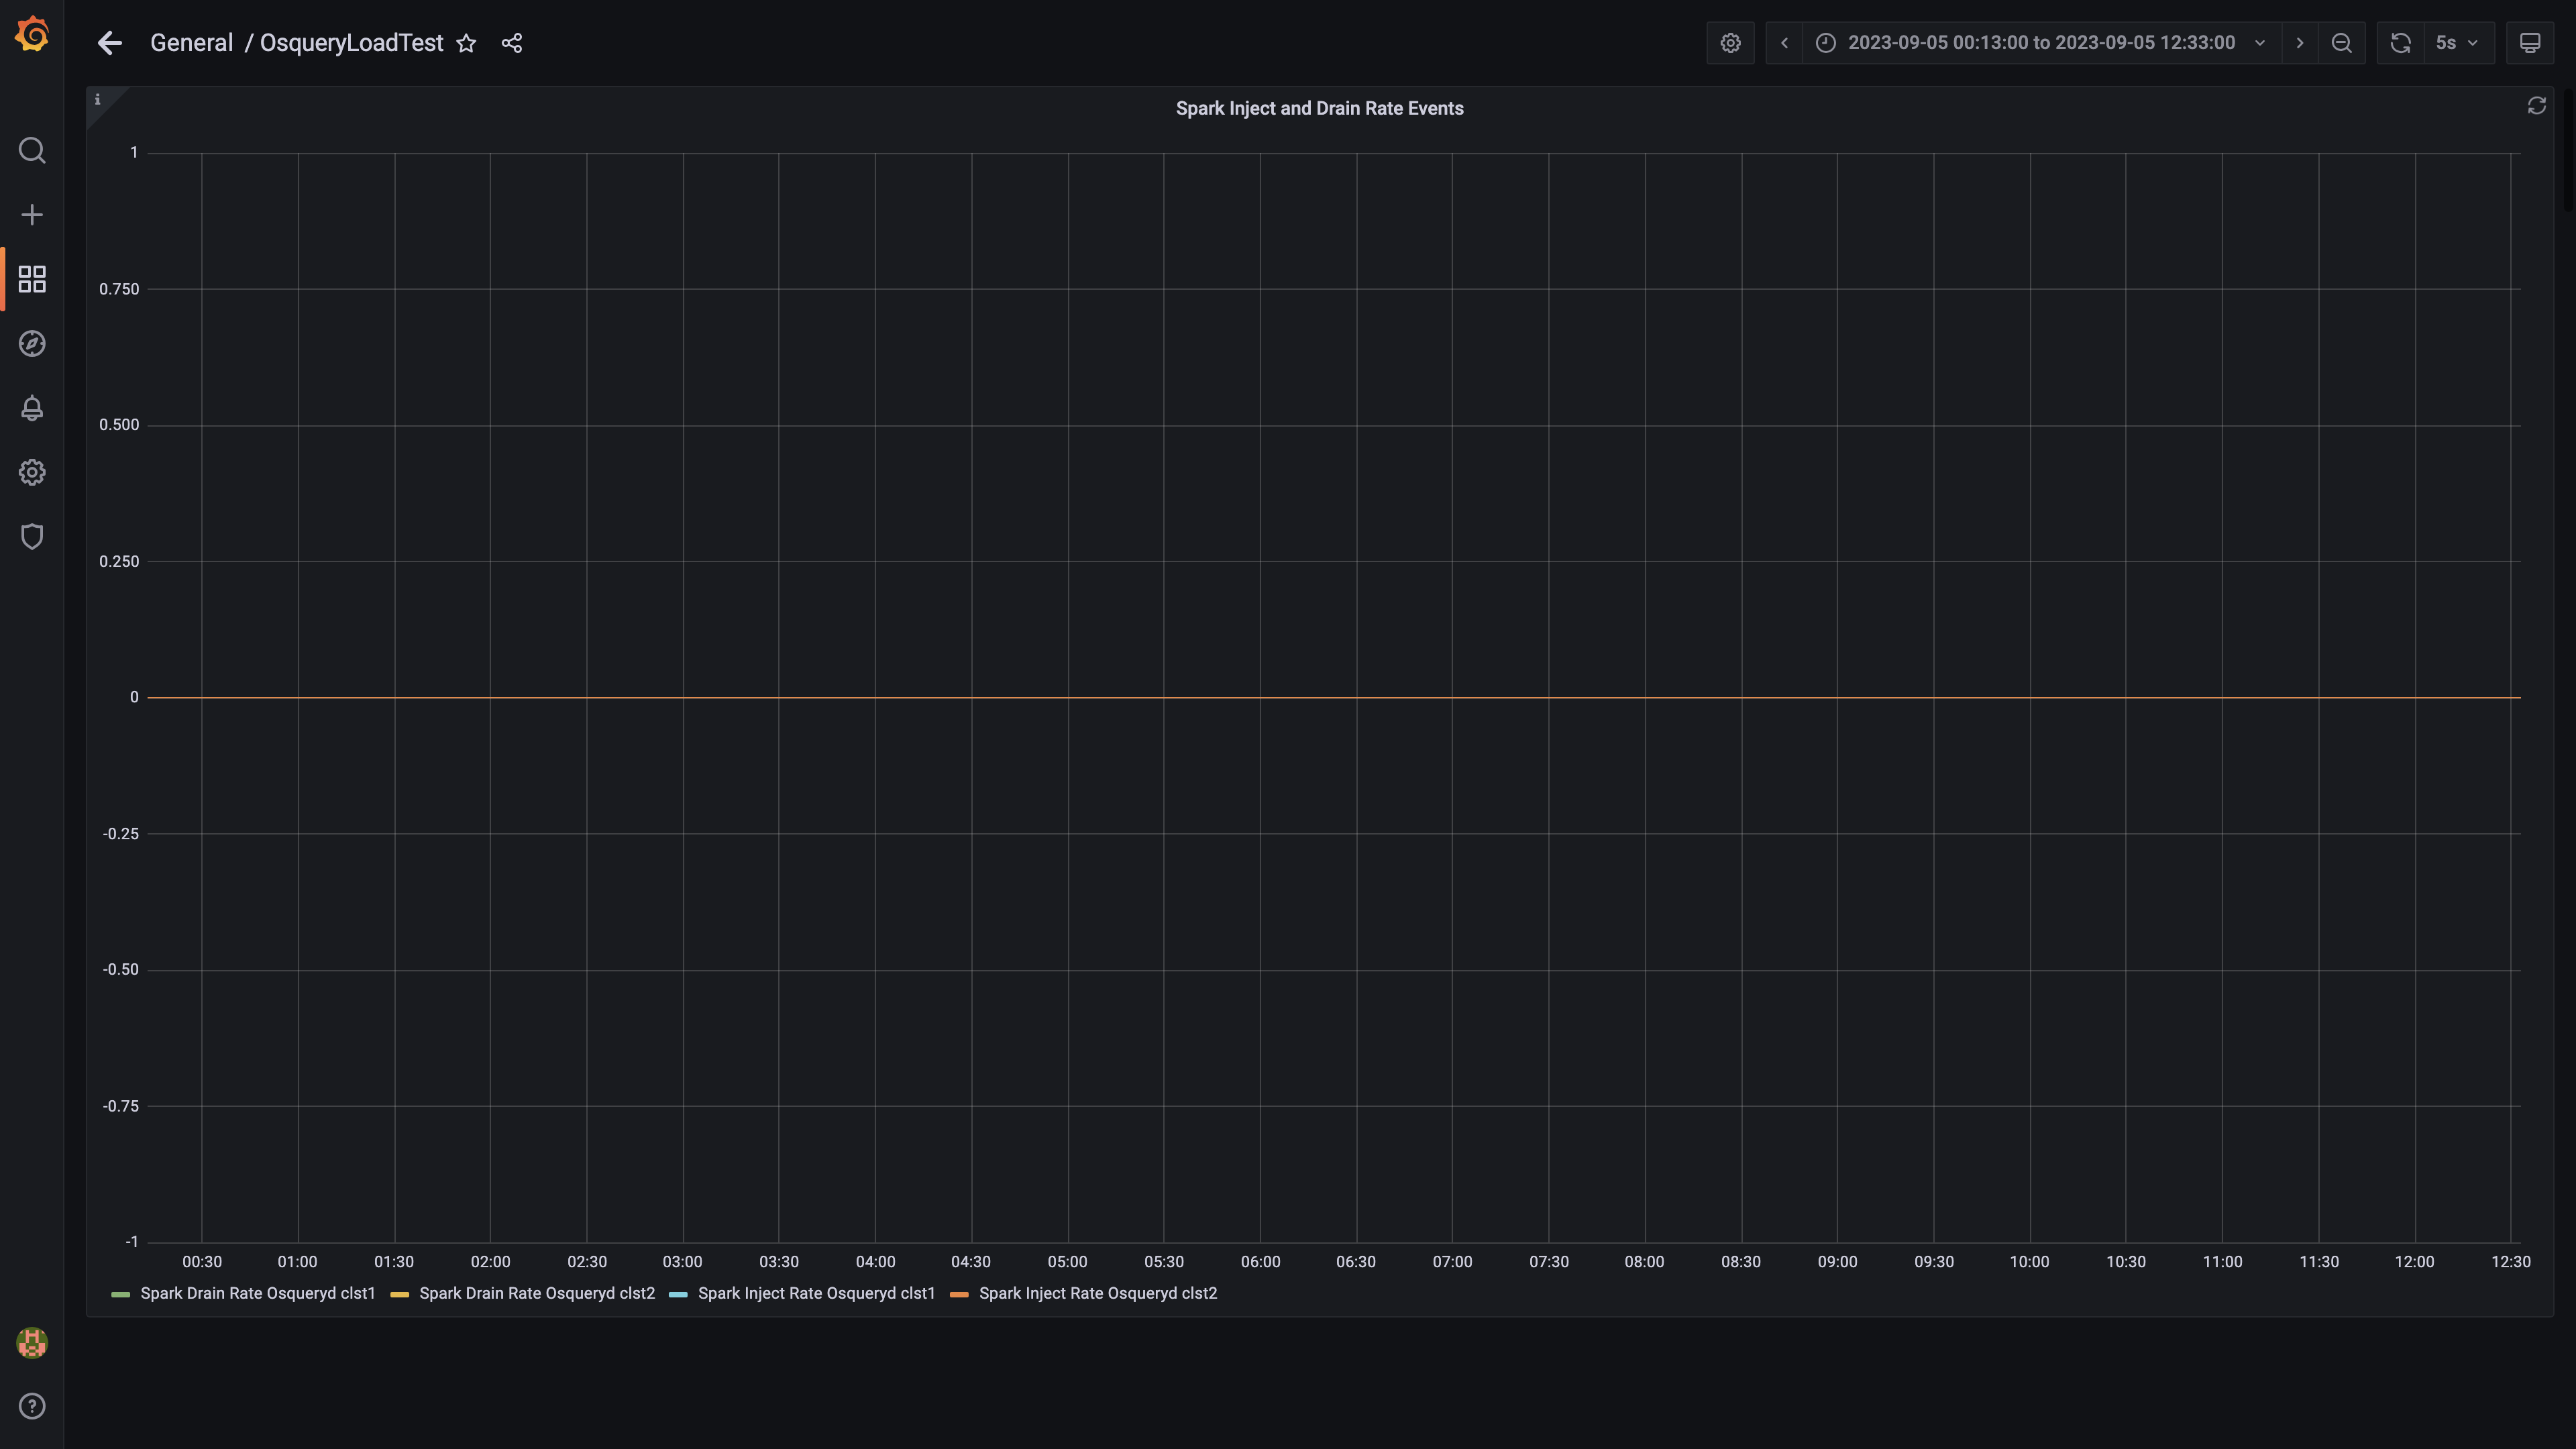 General / OsqueryLoadTest
2023-09-05 00:13:00 to 2023-09-05 12:33:00
5s
i
Spark Inject and Drain Rate Events
1
0.750
0.500
0.250
0
-0.25
-0.50
-0.75
-1
00:30 01:00 01:30 02:00 02:30 03:00 03:30 04:00 04:30 05:00 05:30 06:00 06:30 07:00 07:30 08:00 08:30 09:00 09:30 10:00 10:30 11:00 11:30 12:00 12:30
Spark Drain Rate Osqueryd clst1 Spark Drain Rate Osqueryd clst2 Spark Inject Rate Osqueryd clst1 Spark Inject Rate Osqueryd clst2